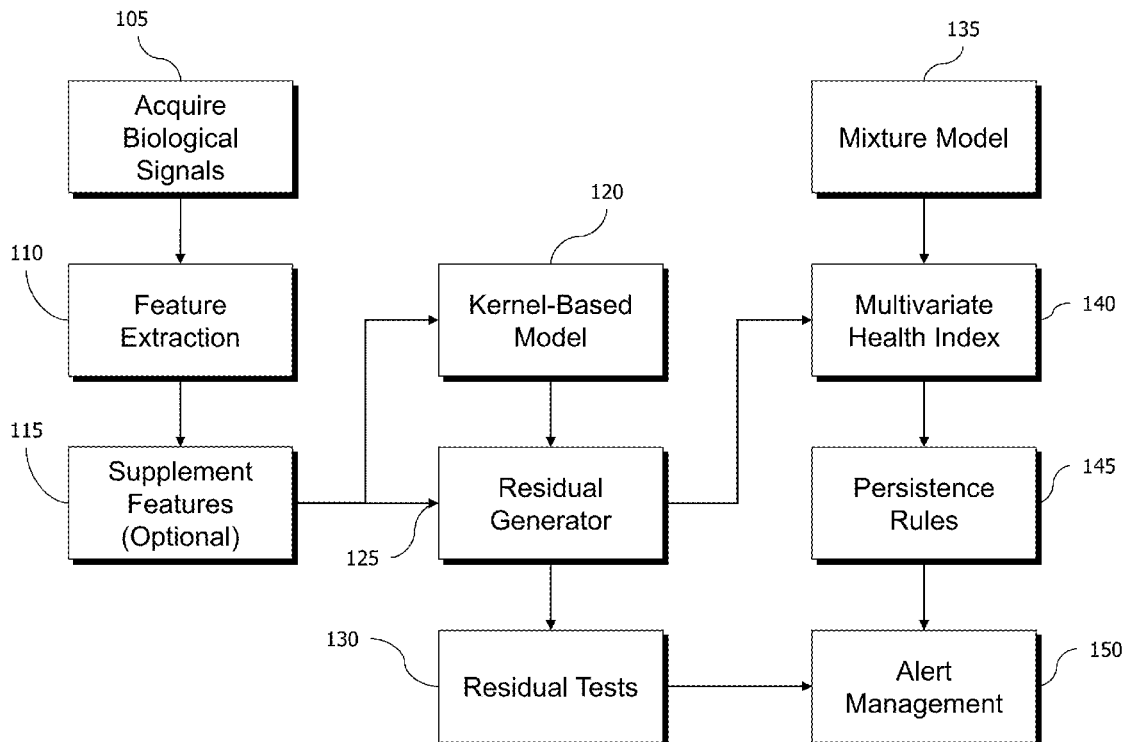 105
135
Acquire
Biological
Signals
Mixture Model
120
110
Feature
Extraction
Kernel-Based
Model
Multivariate
Health Index
140
115
Supplement
Features
(Optional)
125
Residual
Generator
Persistence
Rules
145
130
Residual Tests
Alert
Management
150